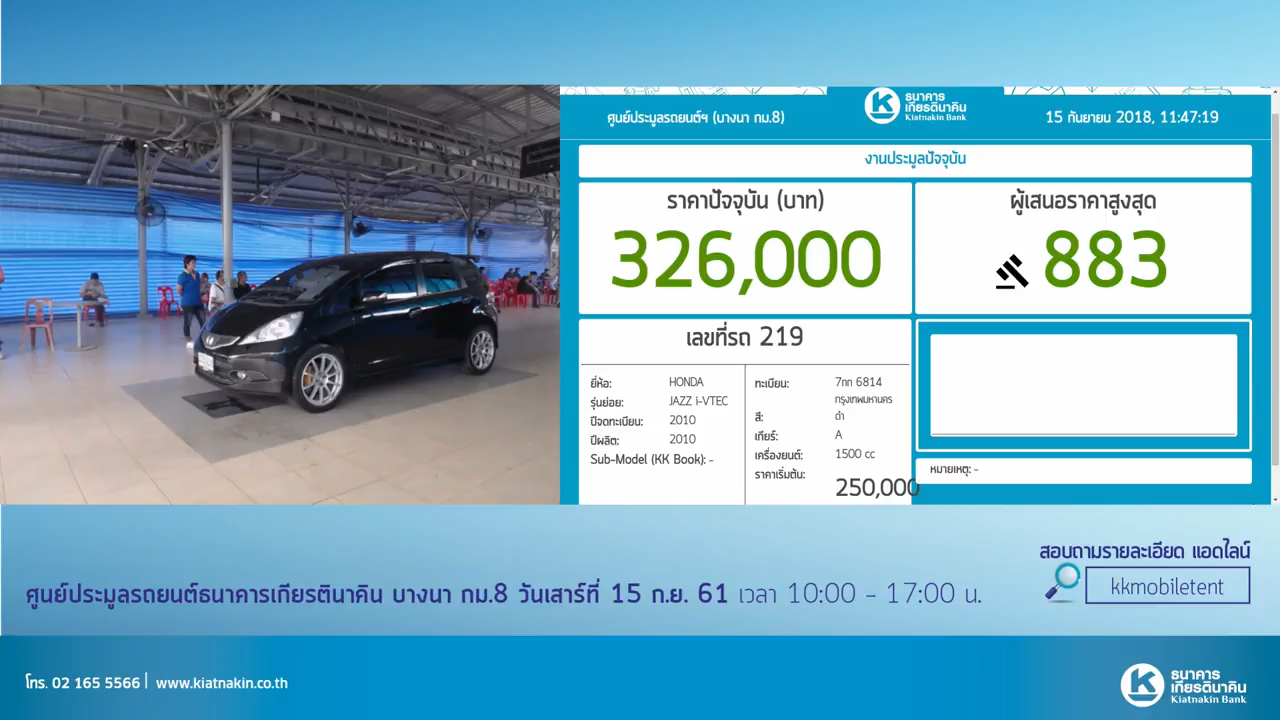 ศูนย์ประมูลรถยนต์ฯ (บางนา กม.8)
ธนาคาร
เกียรตินาคิน
Kiatnakin Bank
15 กันยายน 2018, 11:47:19
งานประมูลปัจจุบัน
ราคาปัจจุบัน (บาท)
326,000
ผู้เสนอราคาสูงสุด
883
เลขที่รถ 219
ยี่ห้อ: HONDA
รุ่นย่อย: JAZZ i-VTEC
ปีจดทะเบียน: 2010
ปีผลิต: 2010
Sub-Model (KK Book): -
ทะเบียน: 7กก 6814
กรุงเทพมหานคร
สี: ดำ
เกียร์: A
เครื่องยนต์: 1500 cc
ราคาเริ่มต้น: 250,000
หมายเหตุ: -
สอบถามรายละเอียด แอดไลน์
kkmobiletent
ศูนย์ประมูลรถยนต์ธนาคารเกียรตินาคิน บางนา กม.8 วันเสาร์ที่ 15 ก.ย. 61 เวลา 10:00 - 17:00 น.
โทร. 02 165 5566 | www.kiatnakin.co.th
ธนาคาร
เกียรตินาคิน
Kiatnakin Bank